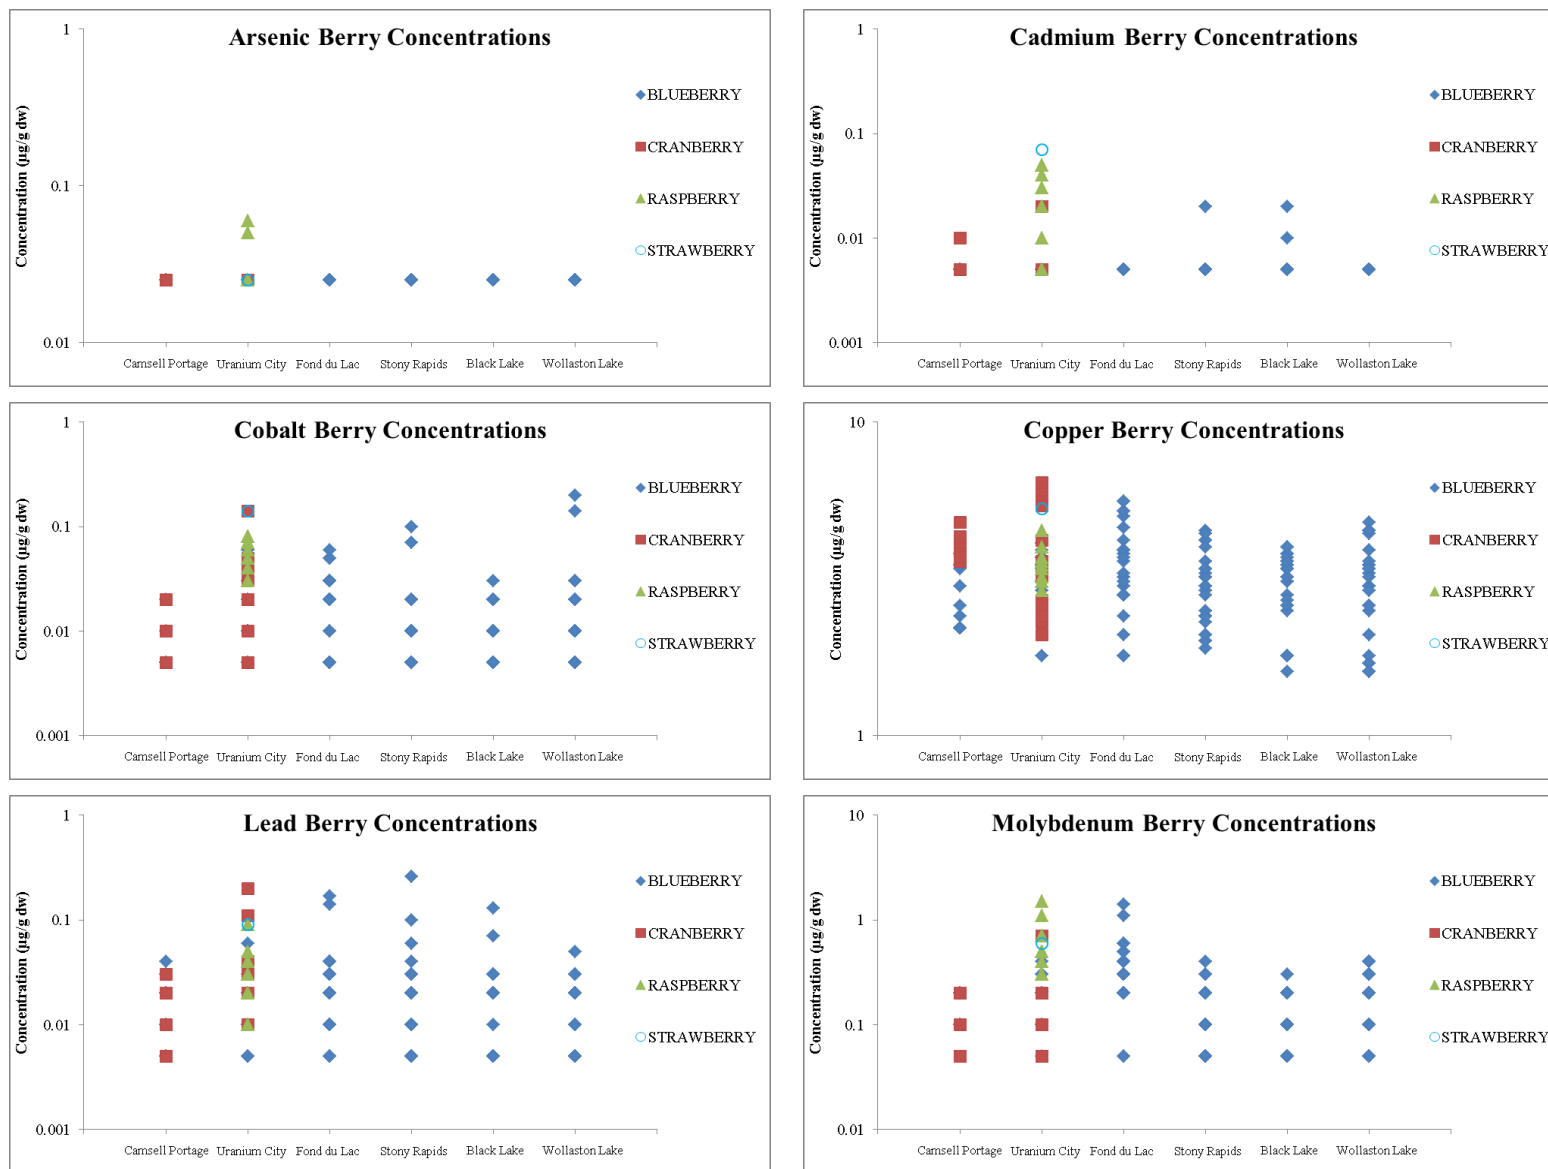 Arsenic Berry Concentrations
Concentration (µg/g dw)
1
0.1
0.01
Camsell Portage Uranium City Fond du Lac Stony Rapids Black Lake Wollaston Lake
BLUEBERRY
CRANBERRY
RASPBERRY
STRAWBERRY
Cadmium Berry Concentrations
Concentration (µg/g dw)
1
0.1
0.01
0.001
Camsell Portage Uranium City Fond du Lac Stony Rapids Black Lake Wollaston Lake
BLUEBERRY
CRANBERRY
RASPBERRY
STRAWBERRY
Cobalt Berry Concentrations
Concentration (µg/g dw)
1
0.1
0.01
0.001
Camsell Portage Uranium City Fond du Lac Stony Rapids Black Lake Wollaston Lake
BLUEBERRY
CRANBERRY
RASPBERRY
STRAWBERRY
Copper Berry Concentrations
Concentration (µg/g dw)
10
1
Camsell Portage Uranium City Fond du Lac Stony Rapids Black Lake Wollaston Lake
BLUEBERRY
CRANBERRY
RASPBERRY
STRAWBERRY
Lead Berry Concentrations
Concentration (µg/g dw)
1
0.1
0.01
0.001
Camsell Portage Uranium City Fond du Lac Stony Rapids Black Lake Wollaston Lake
BLUEBERRY
CRANBERRY
RASPBERRY
STRAWBERRY
Molybdenum Berry Concentrations
Concentration (µg/g dw)
10
1
0.1
0.01
Camsell Portage Uranium City Fond du Lac Stony Rapids Black Lake Wollaston Lake
BLUEBERRY
CRANBERRY
RASPBERRY
STRAWBERRY